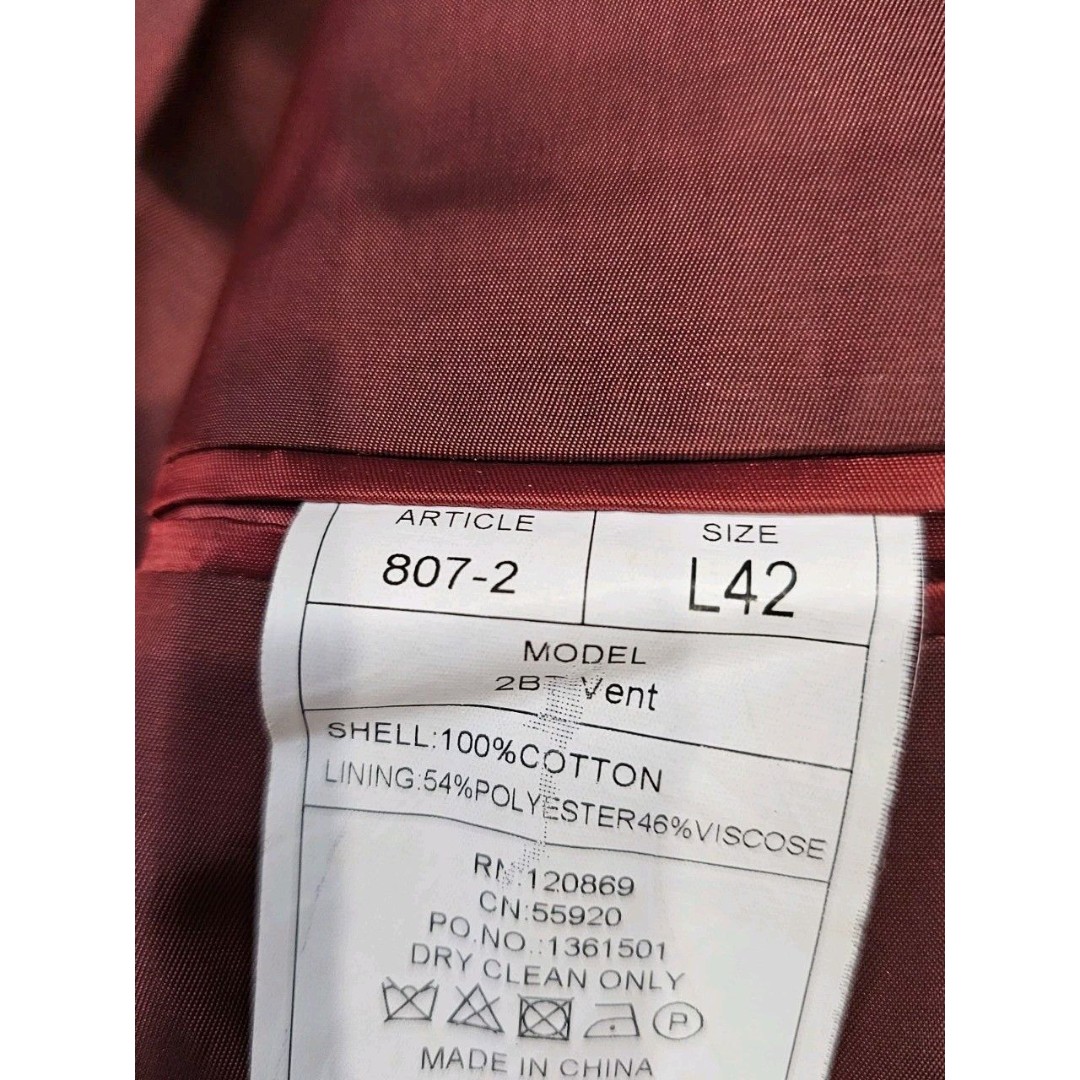 ARTICLE SIZE
807-2 L42
MODEL
Vent
SHELL:100%COTTON
LINING:54%POLYESTER46%VISCOSE
RN:120869
CN:55920
PO.NO.:1361501
DRY CLEAN ONLY
P
MADE IN CHINA